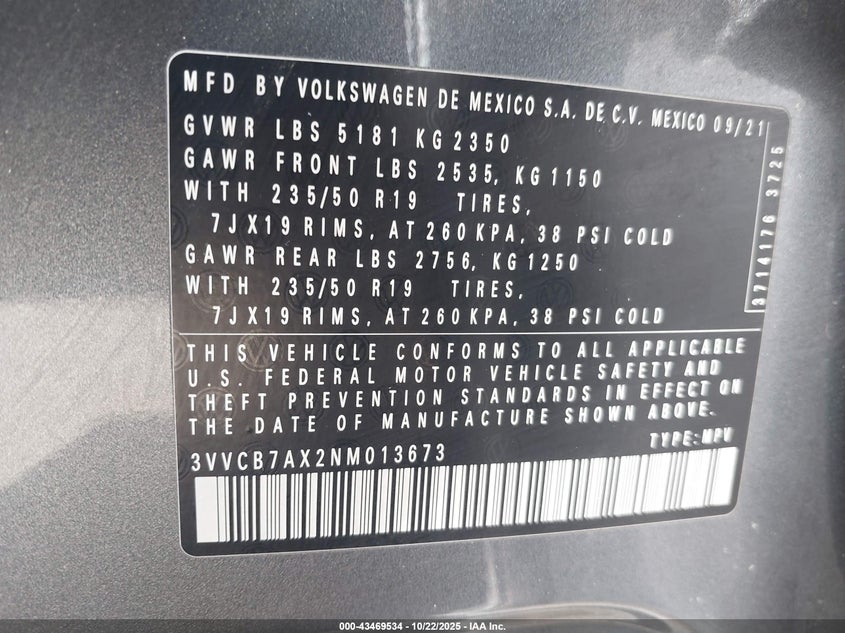 MFD BY VOLKSWAGEN DE MEXICO S.A. DE C.V. MEXICO 09/21
GVWR LBS 5181 KG 2350
GAWR FRONT LBS 2535, KG 1150
WITH 235/50 R19 TIRES,
7JX19 RIMS, AT 260 KPA, 38 PSI COLD
GAWR REAR LBS 2756, KG 1250
WITH 235/50 R19 TIRES,
7JX19 RIMS, AT 260 KPA, 38 PSI COLD
3714176 3725
THIS VEHICLE CONFORMS TO ALL APPLICABLE
U.S. FEDERAL MOTOR VEHICLE SAFETY AND
THEFT PREVENTION STANDARDS IN EFFECT ON
THE DATE OF MANUFACTURE SHOWN ABOVE.
TYPE: MPV
3VVCB7AX2NM013673
000-43469534 - 10/22/2025 - IAA Inc.